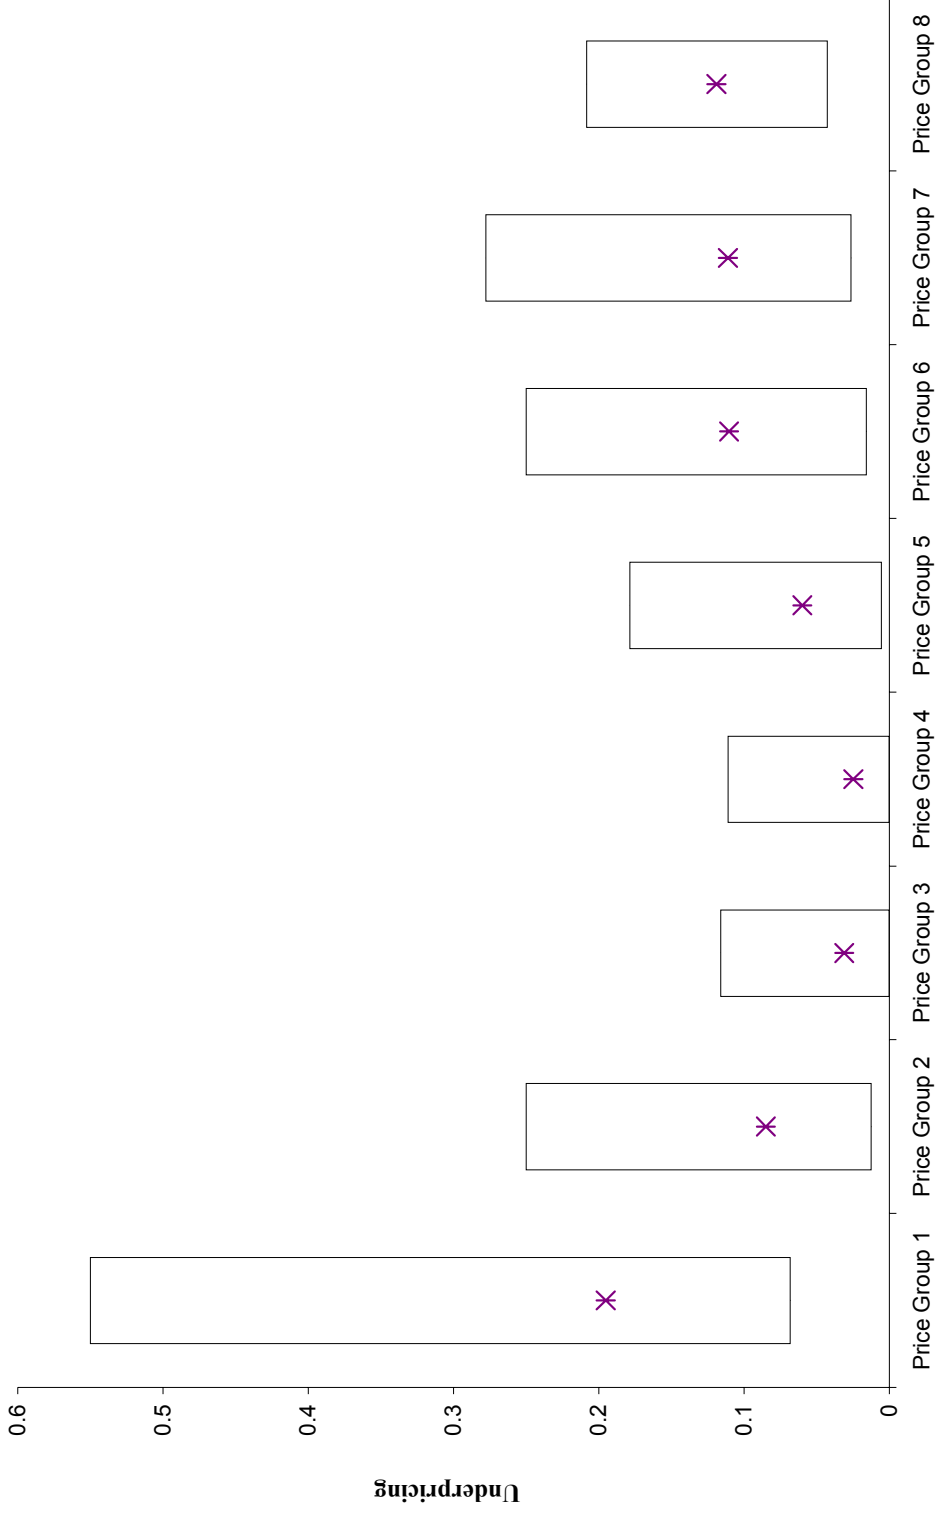 0.6
0.5
0.4
0.3
0.2
0.1
0
Underpricing
Price Group 1
Price Group 2
Price Group 3
Price Group 4
Price Group 5
Price Group 6
Price Group 7
Price Group 8